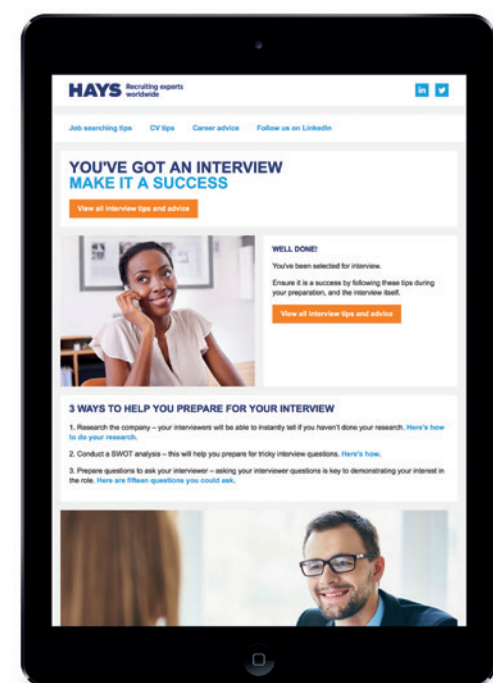 HAYS Recruiting experts
worldwide
in
Job searching tips CV tips Career advice Follow us on LinkedIn
YOU'VE GOT AN INTERVIEW
MAKE IT A SUCCESS
View all interview tips and advice
WELL DONE!
You've been selected for interview.
Ensure it is a success by following these tips during
your preparation, and the interview itself.
View all interview tips and advice
3 WAYS TO HELP YOU PREPARE FOR YOUR INTERVIEW
1. Research the company – your interviewers will be able to instantly tell if you haven't done your research. Here's how
to do your research.
2. Conduct a SWOT analysis – this will help you prepare for tricky interview questions. Here's how.
3. Prepare questions to ask your interviewer – asking your interviewer questions is key to demonstrating your interest in
the role. Here are fifteen questions you could ask.